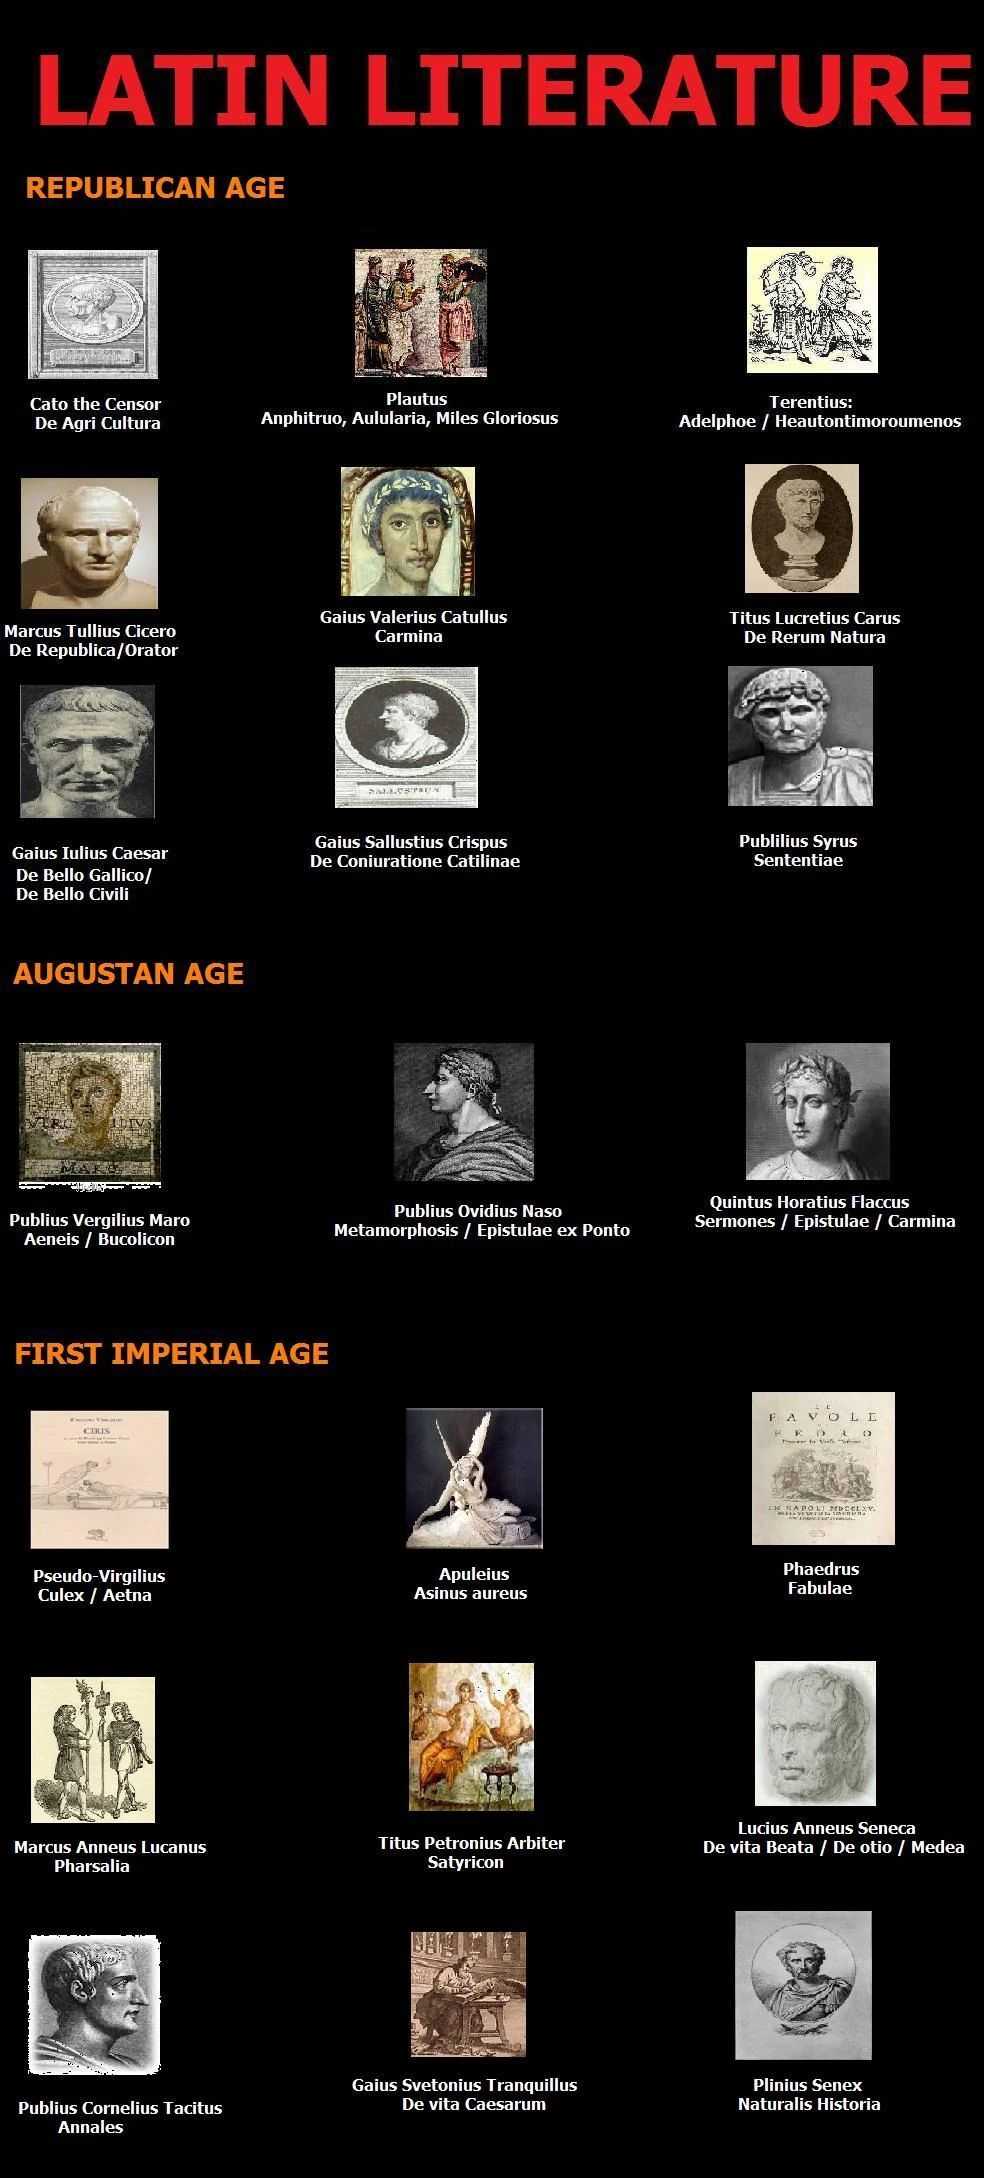 LATIN LITERATURE
REPUBLICAN AGE
Cato the Censor
De Agri Cultura
Plautus
Anphitruo, Aulularia, Miles Gloriosus
Terentius:
Adelphoe / Heautontimoroumenos
Marcus Tullius Cicero
De Republica/Orator
Gaius Valerius Catullus
Carmina
Titus Lucretius Carus
De Rerum Natura
Gaius Iulius Caesar
De Bello Gallico/
De Bello Civili
Gaius Sallustius Crispus
De Coniuratione Catilinae
Publilius Syrus
Sententiae
AUGUSTAN AGE
MARO
Publius Vergilius Maro
Aeneis / Bucolicon
Publius Ovidius Naso
Metamorphosis / Epistulae ex Ponto
Quintus Horatius Flaccus
Sermones / Epistulae / Carmina
FIRST IMPERIAL AGE
CIRIS
Pseudo-Virgilius
Culex / Aetna
Apuleius
Asinus aureus
LE
FAVOLE
FEDRO
IN NAPOLI MDCCLXV.
Phaedrus
Fabulae
Marcus Anneus Lucanus
Pharsalia
Titus Petronius Arbiter
Satyricon
Lucius Anneus Seneca
De vita Beata / De otio / Medea
Publius Cornelius Tacitus
Annales
Gaius Svetonius Tranquillus
De vita Caesarum
Plinius Senex
Naturalis Historia